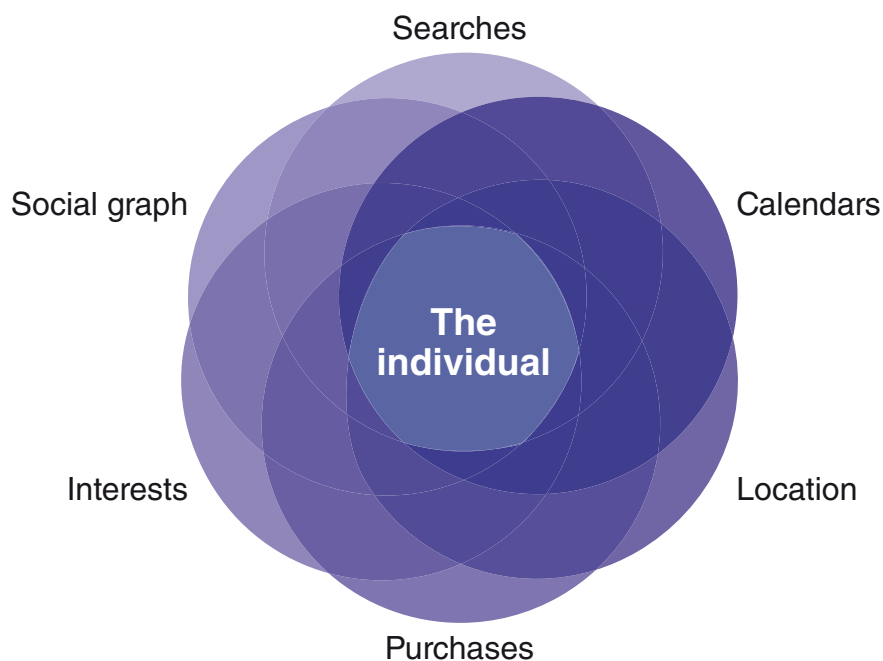 Searches
Social graph
Calendars
The
individual
Interests
Location
Purchases